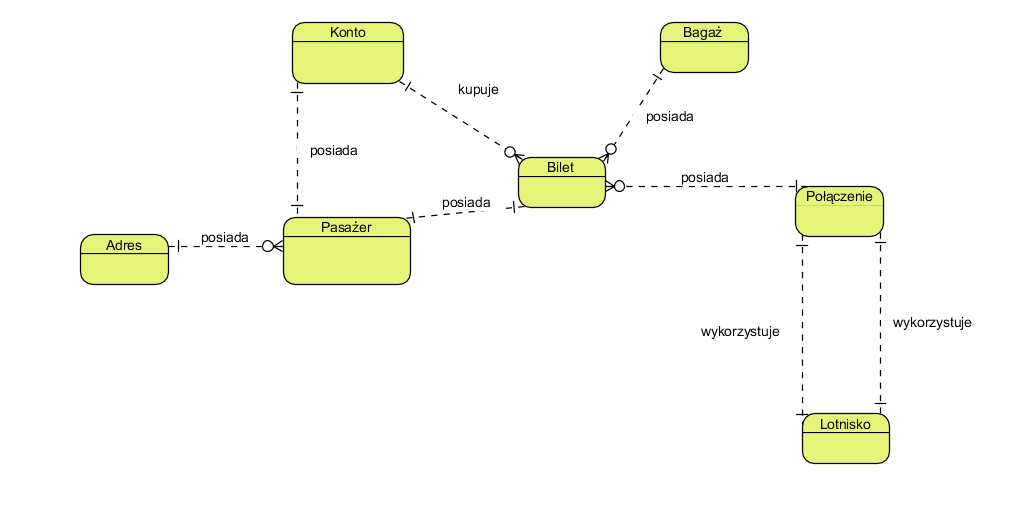 Konto
Bagaż
kupuje
posiada
posiada
Bilet
posiada
Połączenie
posiada
Pasażer
posiada
Adres
wykorzystuje
wykorzystuje
Lotnisko